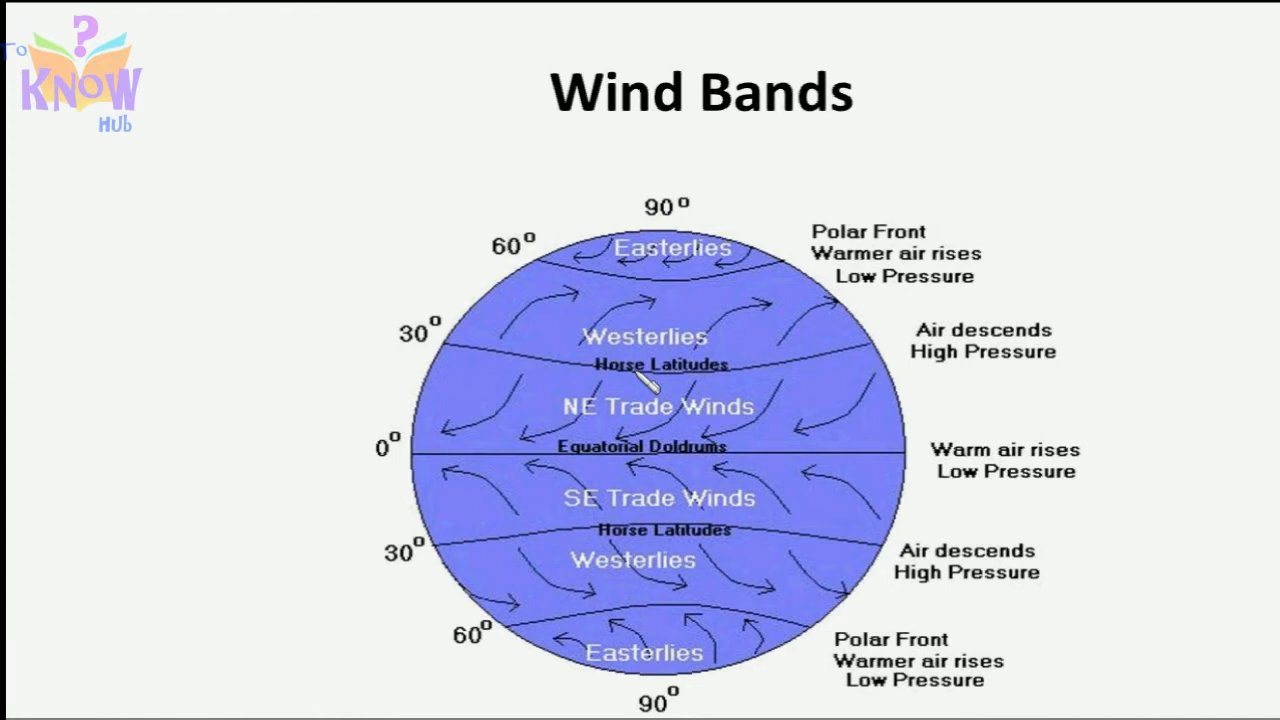 ?
To
KNOW
HUb
Wind Bands
90°
60°
Easterlies
Polar Front
Warmer air rises
Low Pressure
30°
Westerlies
Air descends
High Pressure
Horse Latitudes
NE Trade Winds
0°
Equatorial Doldrums
Warm air rises
Low Pressure
SE Trade Winds
Horse Latitudes
30°
Westerlies
Air descends
High Pressure
60°
Easterlies
Polar Front
Warmer air rises
Low Pressure
90°